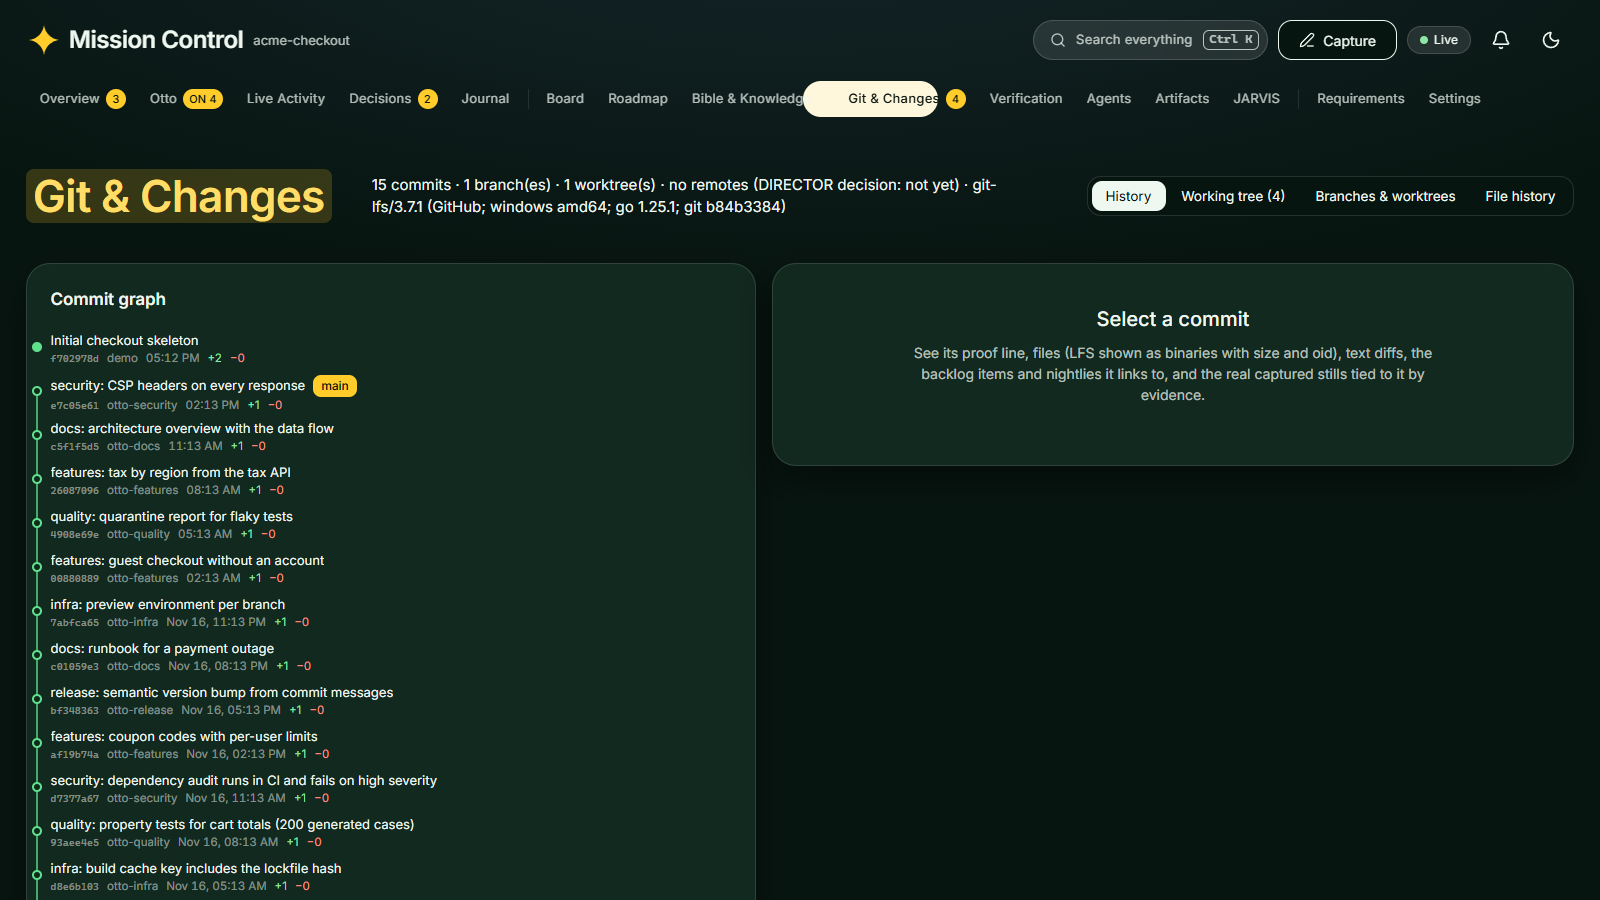 Mission Control acme-checkout
Search everything Ctrl K
Capture
Live
Overview 3
Otto ON 4
Live Activity
Decisions 2
Journal
Board
Roadmap
Bible & Knowledg
Git & Changes 4
Verification
Agents
Artifacts
JARVIS
Requirements
Settings
Git & Changes
15 commits · 1 branch(es) · 1 worktree(s) · no remotes (DIRECTOR decision: not yet) · git-
lfs/3.7.1 (GitHub; windows amd64; go 1.25.1; git b84b3384)
History
Working tree (4)
Branches & worktrees
File history
Commit graph
Initial checkout skeleton
f702978d demo 05:12 PM +2 −0
security: CSP headers on every response main
e7c05e61 otto-security 02:13 PM +1 −0
docs: architecture overview with the data flow
c5f1f5d5 otto-docs 11:13 AM +1 −0
features: tax by region from the tax API
26087096 otto-features 08:13 AM +1 −0
quality: quarantine report for flaky tests
4908e69e otto-quality 05:13 AM +1 −0
features: guest checkout without an account
00880889 otto-features 02:13 AM +1 −0
infra: preview environment per branch
7abfca65 otto-infra Nov 16, 11:13 PM +1 −0
docs: runbook for a payment outage
c01059e3 otto-docs Nov 16, 08:13 PM +1 −0
release: semantic version bump from commit messages
bf348363 otto-release Nov 16, 05:13 PM +1 −0
features: coupon codes with per-user limits
af19b74a otto-features Nov 16, 02:13 PM +1 −0
security: dependency audit runs in CI and fails on high severity
d7377a67 otto-security Nov 16, 11:13 AM +1 −0
quality: property tests for cart totals (200 generated cases)
93aee4e5 otto-quality Nov 16, 08:13 AM +1 −0
infra: build cache key includes the lockfile hash
d8e6b103 otto-infra Nov 16, 05:13 AM +1 −0
Select a commit
See its proof line, files (LFS shown as binaries with size and oid), text diffs, the
backlog items and nightlies it links to, and the real captured stills tied to it by
evidence.